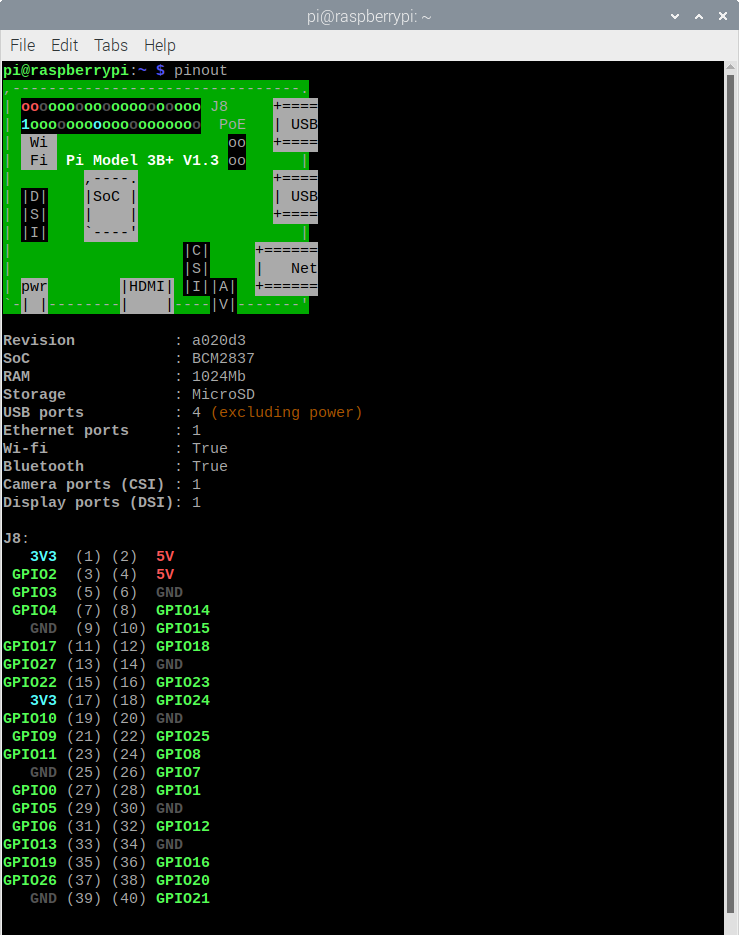 pi@raspberrypi: ~
File Edit Tabs Help
pi@raspberrypi:~ $ pinout
,--------------------------------.
| oooooooooooooooooooo J8     +====
| 1ooooooooooooooooooo  PoE   | USB
|  Wi                    oo   +====
|  Fi  Pi Model 3B+ V1.3 oo      |
|        ,----.               +====
| |D|    |SoC |               | USB
| |S|    |    |               +====
| |I|    `----'                  |
|                   |C|     +======
|                   |S|     |   Net
| pwr        |HDMI| |I||A|  +======
`-| |--------|    |----|V|-------'
Revision           : a020d3
SoC                : BCM2837
RAM                : 1024Mb
Storage            : MicroSD
USB ports          : 4 (excluding power)
Ethernet ports     : 1
Wi-fi              : True
Bluetooth          : True
Camera ports (CSI) : 1
Display ports (DSI): 1
J8:
   3V3  (1) (2)  5V
 GPIO2  (3) (4)  5V
 GPIO3  (5) (6)  GND
 GPIO4  (7) (8)  GPIO14
   GND  (9) (10) GPIO15
GPIO17 (11) (12) GPIO18
GPIO27 (13) (14) GND
GPIO22 (15) (16) GPIO23
   3V3 (17) (18) GPIO24
GPIO10 (19) (20) GND
 GPIO9 (21) (22) GPIO25
GPIO11 (23) (24) GPIO8
   GND (25) (26) GPIO7
 GPIO0 (27) (28) GPIO1
 GPIO5 (29) (30) GND
 GPIO6 (31) (32) GPIO12
GPIO13 (33) (34) GND
GPIO19 (35) (36) GPIO16
GPIO26 (37) (38) GPIO20
   GND (39) (40) GPIO21